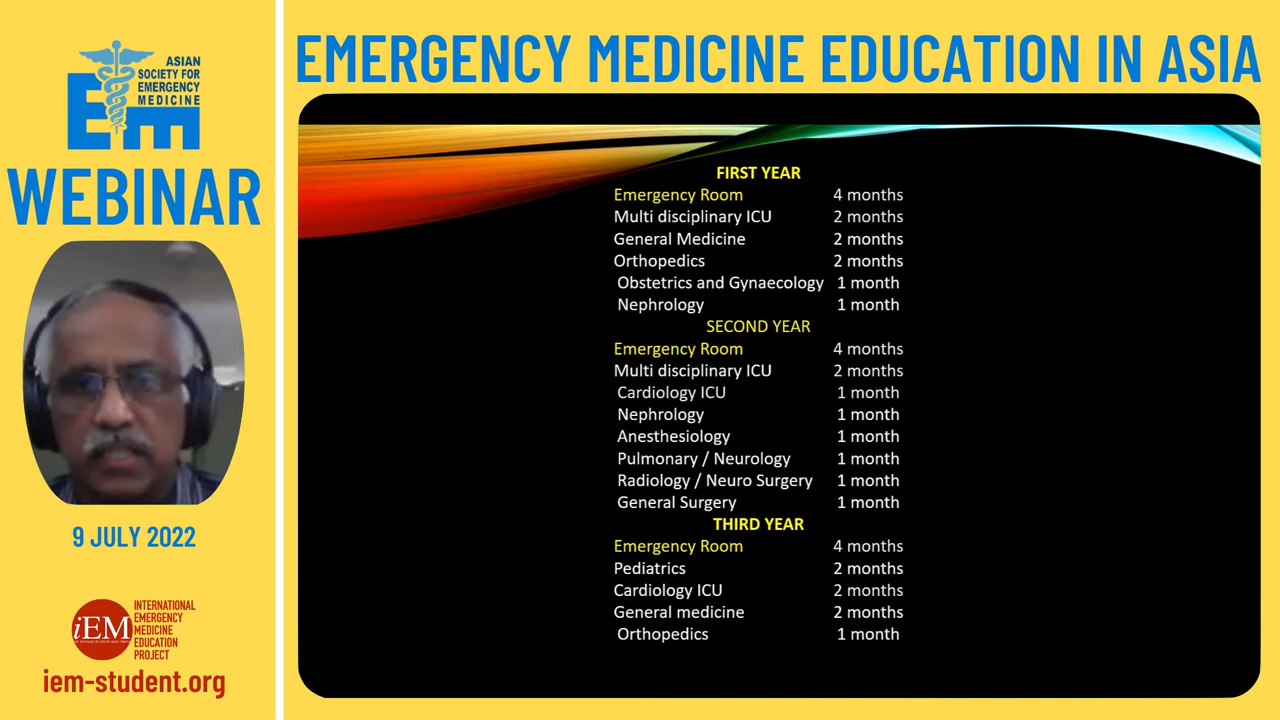 ASIAN
SOCIETY FOR
EMERGENCY
MEDICINE
Em
WEBINAR
9 JULY 2022
iEM
INTERNATIONAL
EMERGENCY
MEDICINE
EDUCATION
PROJECT
iem-student.org
EMERGENCY MEDICINE EDUCATION IN ASIA
FIRST YEAR
Emergency Room 4 months
Multi disciplinary ICU 2 months
General Medicine 2 months
Orthopedics 2 months
Obstetrics and Gynaecology 1 month
Nephrology 1 month
SECOND YEAR
Emergency Room 4 months
Multi disciplinary ICU 2 months
Cardiology ICU 1 month
Nephrology 1 month
Anesthesiology 1 month
Pulmonary / Neurology 1 month
Radiology / Neuro Surgery 1 month
General Surgery 1 month
THIRD YEAR
Emergency Room 4 months
Pediatrics 2 months
Cardiology ICU 2 months
General medicine 2 months
Orthopedics 1 month